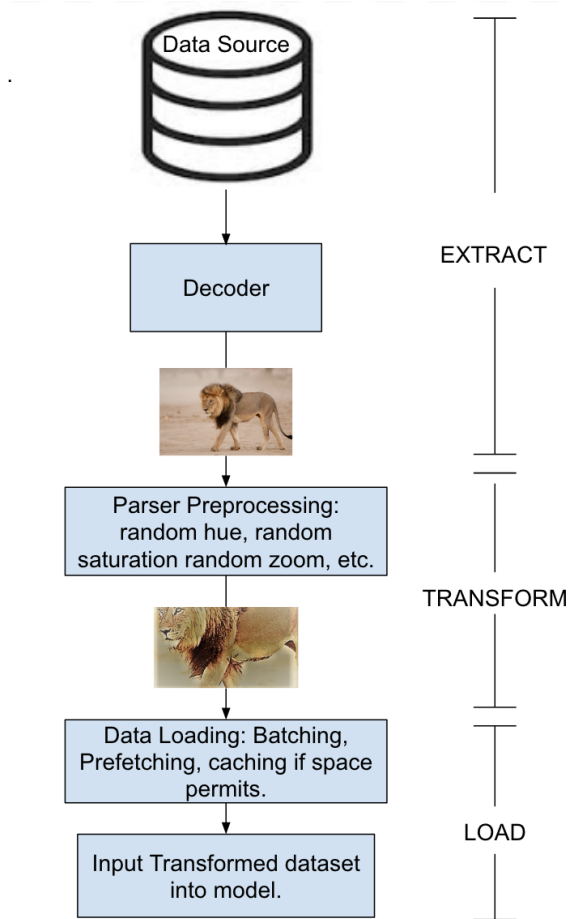 Data Source
EXTRACT
Decoder
Parser Preprocessing:
random hue, random
saturation random zoom, etc.
TRANSFORM
Data Loading: Batching,
Prefetching, caching if space
permits.
LOAD
Input Transformed dataset
into model.